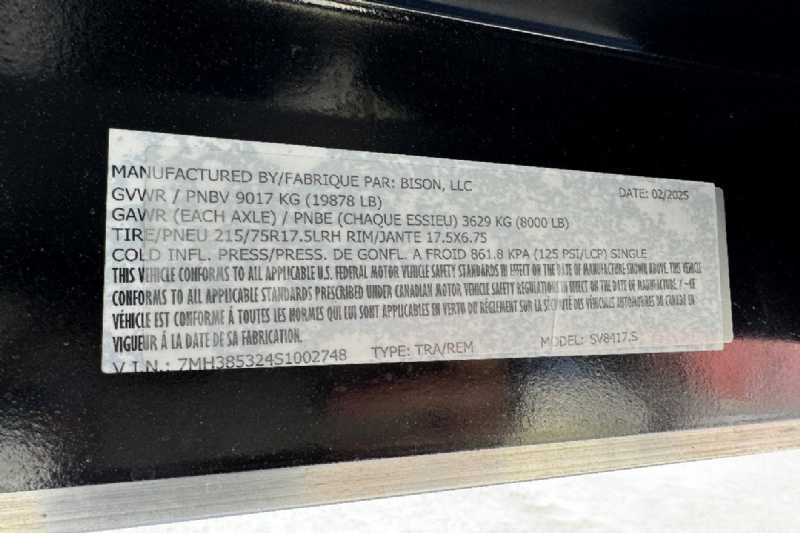 MANUFACTURED BY/FABRIQUE PAR: BISON, LLC DATE: 02/2025
GVWR / PNBV 9017 KG (19878 LB)
GAWR (EACH AXLE) / PNBE (CHAQUE ESSIEU) 3629 KG (8000 LB)
TIRE/PNEU 215/75R17.5LRH RIM/JANTE 17.5X6.75
COLD INFL. PRESS/PRESS. DE GONFL. A FROID 861.8 KPA (125 PSI/LCP) SINGLE
THIS VEHICLE CONFORMS TO ALL APPLICABLE U.S. FEDERAL MOTOR VEHICLE SAFETY STANDARDS IN EFFECT ON THE DATE OF MANUFACTURE SHOWN ABOVE. THIS VEHICLE
CONFORMS TO ALL APPLICABLE STANDARDS PRESCRIBED UNDER CANADIAN MOTOR VEHICLE SAFETY REGULATIONS IN EFFECT ON THE DATE OF MANUFACTURE / -CE
VÉHICLE EST CONFORME À TOUTES LES NORMES QUI LUI SONT APPLICABLES EN VERTU DU RÈGLEMENT SUR LA SÉCUTITÉ DES VÉHICULES AUTOMOBILES DU CANADA EN
VIGUEUR À LA DATE DE SA FABRICATION.
V.I.N.: 7MH385324S1002748 TYPE: TRA/REM MODEL: SV8417.5